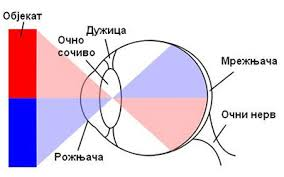 Објекат
Дужица
Очно
сочиво
Мрежњача
Очни нерв
Рожњача